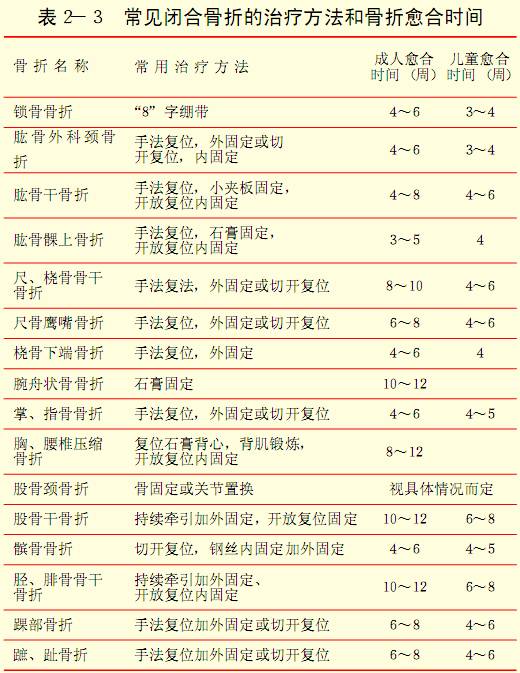 表 2— 3 常见闭合骨折的治疗方法和骨折愈合时间
骨 折 名 称 常 用 治 疗 方 法 成人愈合时间（周） 儿童愈合时间（周）
锁骨骨折 “8”字绷带 4～6 3～4
肱骨外科颈骨折 手法复位，外固定或切开复位，内固定 4～6 3～4
肱骨干骨折 手法复位，小夹板固定，开放复位内固定 4～8 4～6
肱骨髁上骨折 手法复位，石膏固定，开放复位内固定 3～5 4
尺、桡骨骨干骨折 手法复法，外固定或切开复位 8～10 4～6
尺骨鹰嘴骨折 手法复位，外固定或切开复位 6～8 4～6
桡骨下端骨折 手法复位，外固定 4～6 4
腕舟状骨骨折 石膏固定 10～12
掌、指骨骨折 手法复位，外固定或切开复位 4～6 4～5
胸、腰椎压缩骨折 复位石膏背心，背肌锻炼，开放复位内固定 8～12
股骨颈骨折 骨固定或关节置换 视具体情况而定
股骨干骨折 持续牵引加外固定，开放复位固定 10～12 6～8
髌骨骨折 切开复位，钢丝内固定加外固定 4～6 4～5
胫、腓骨骨干骨折 持续牵引加外固定、开放复位内固定 10～12 6～8
踝部骨折 手法复位加外固定或切开复位 6～8 4～6
蹠、趾骨折 手法复位加外固定或切开复位 6～8 4～6